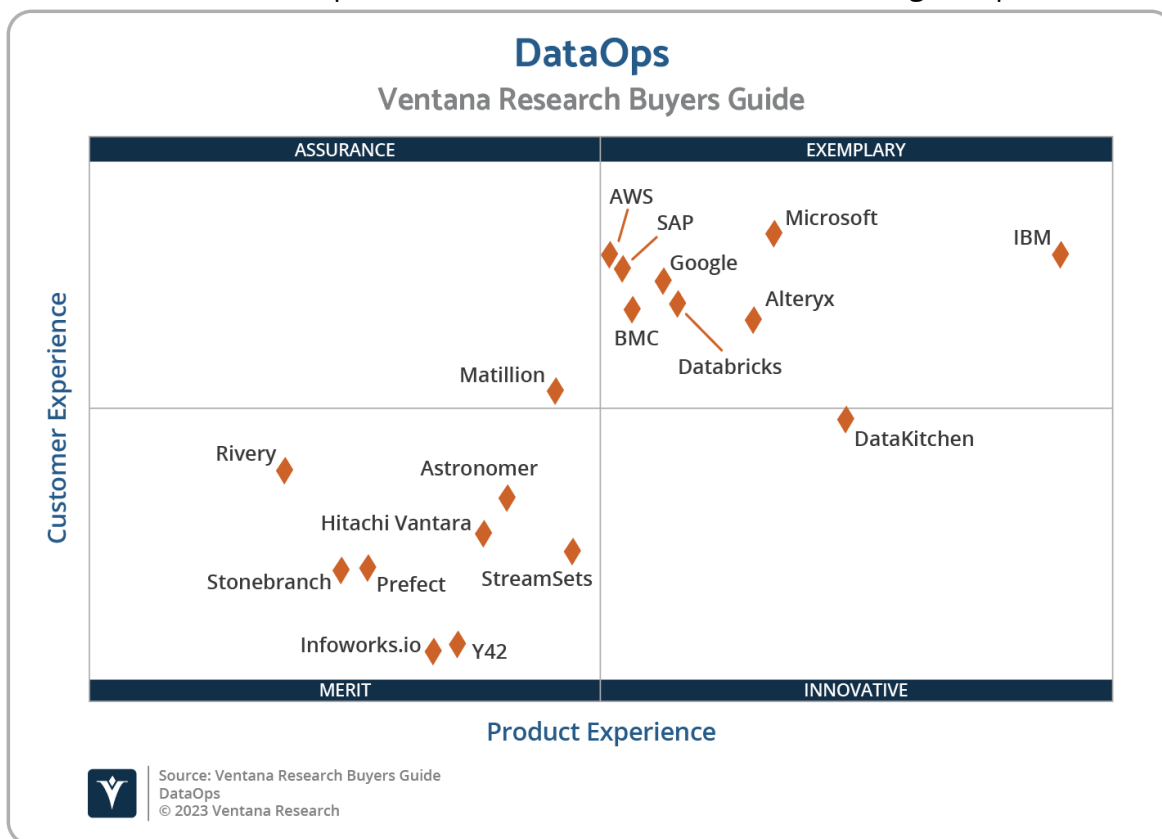 DataOps
Ventana Research Buyers Guide
ASSURANCE
EXEMPLARY
AWS
SAP
Microsoft
IBM
Google
Alteryx
BMC
Databricks
Matillion
DataKitchen
Rivery
Astronomer
Hitachi Vantara
StreamSets
Stonebranch
Prefect
Infoworks.io
Y42
MERIT
INNOVATIVE
Customer Experience
Product Experience
Source: Ventana Research Buyers Guide
DataOps
© 2023 Ventana Research